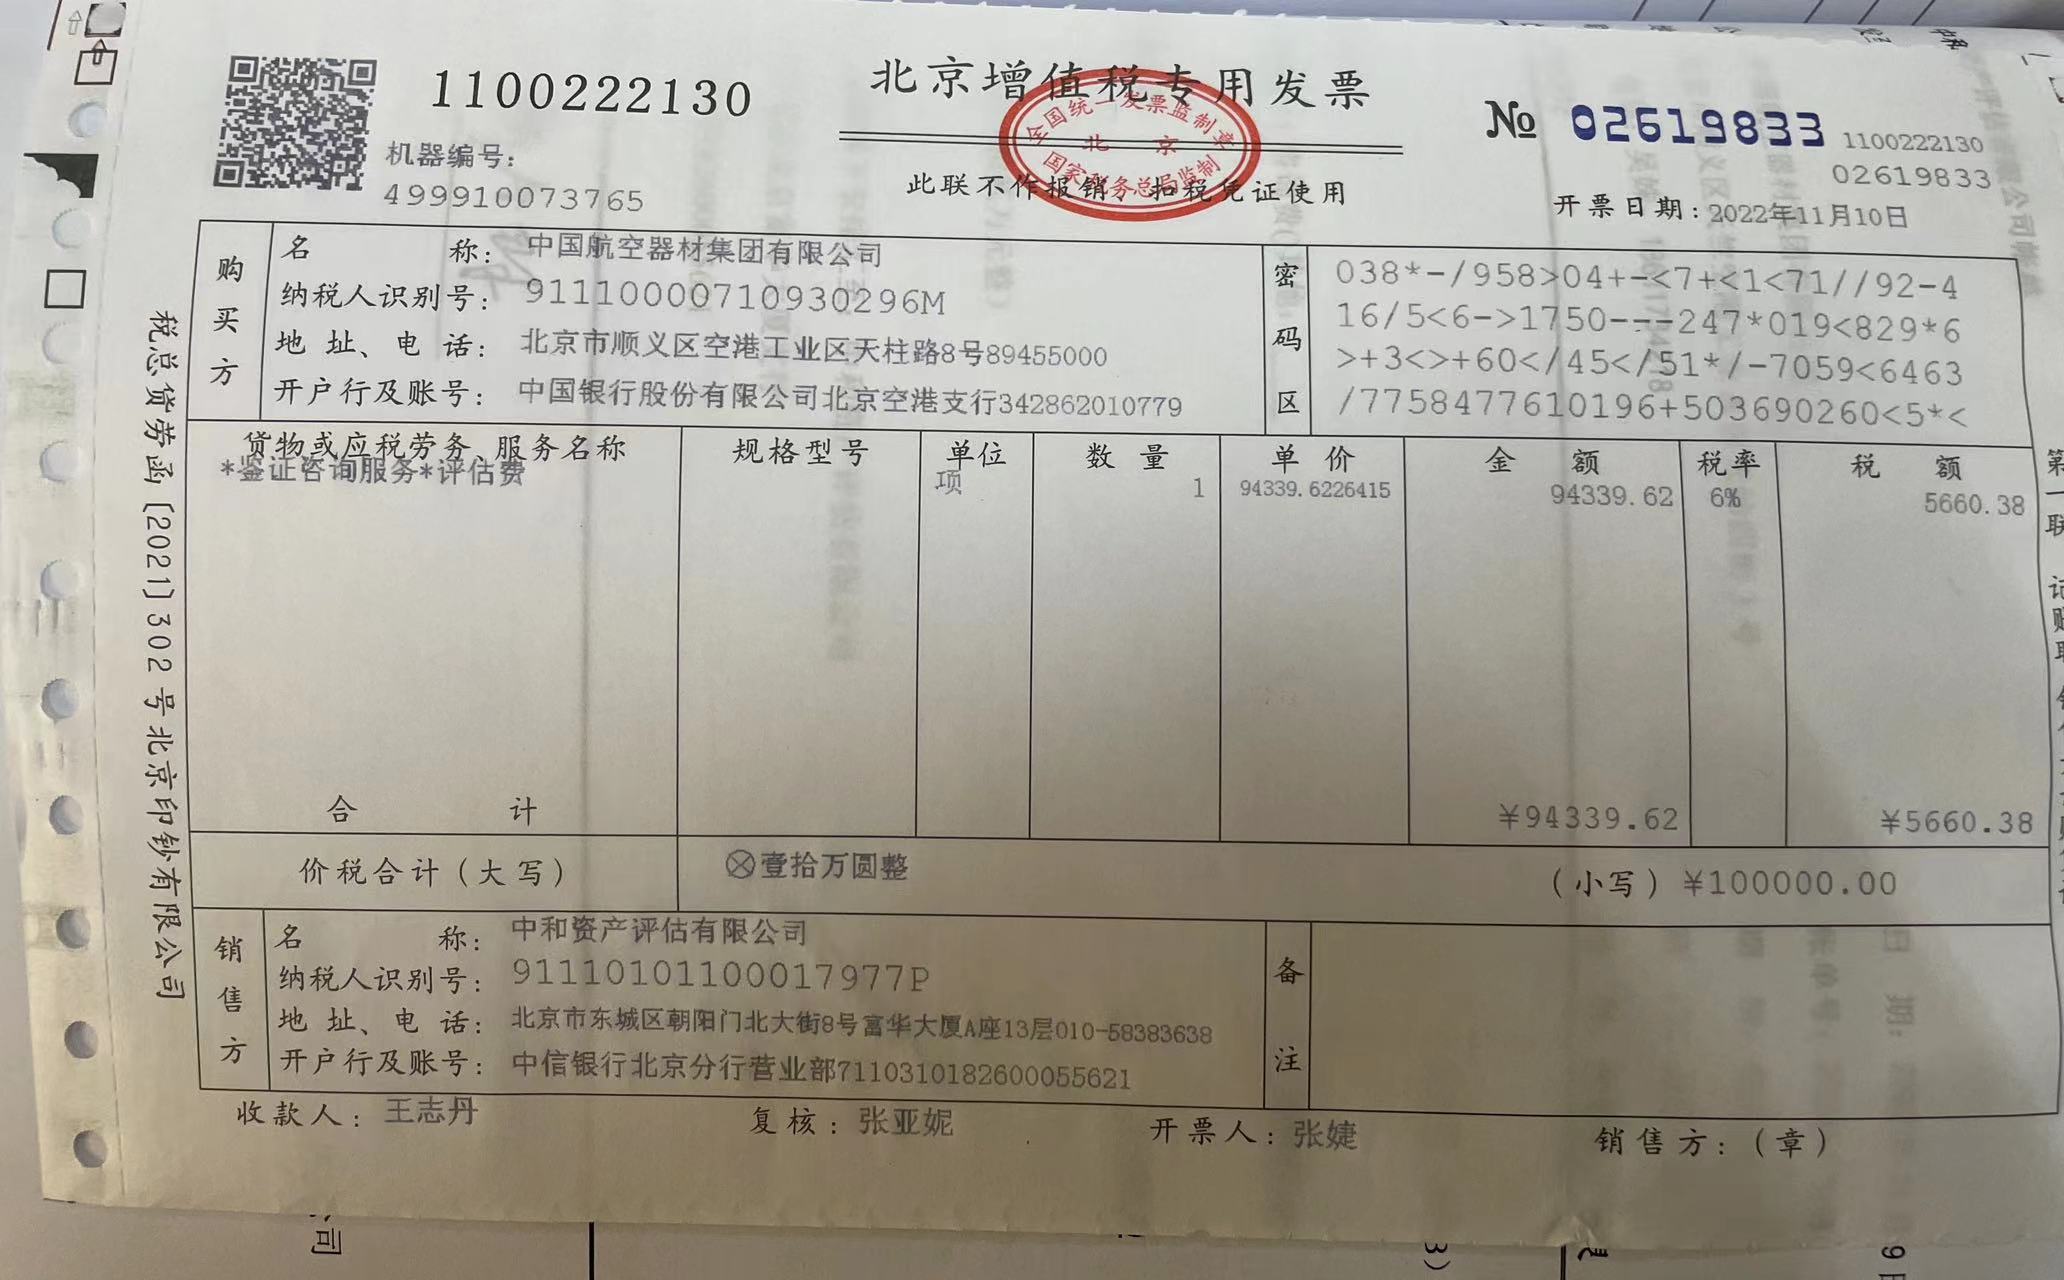 1100222130
北京增值税专用发票
No 02619833
1100222130
02619833
机器编号:
499910073765
全国统一发票监制章
北京
国家税务总局监制
此联不作报销、扣税凭证使用
开票日期:2022年11月10日
购买方
名称:中国航空器材集团有限公司
纳税人识别号:91110000710930296M
地址、电话:北京市顺义区空港工业区天柱路8号89455000
开户行及账号:中国银行股份有限公司北京空港支行342862010779
密码区
038*-/958>04+-<7+<1<71//92-4
16/5<6->1750---247*019<829*6
>+3<>+60</45</51*/-7059<6463
/7758477610196+503690260<5*<
货物或应税劳务、服务名称 规格型号 单位 数量 单价 金额 税率 税额
*鉴证咨询服务*评估费 项 1 94339.6226415 94339.62 6% 5660.38
合计 ¥94339.62 ¥5660.38
价税合计(大写) ⊗壹拾万圆整 (小写)¥100000.00
销售方
名称:中和资产评估有限公司
纳税人识别号:91110101100017977P
地址、电话:北京市东城区朝阳门北大街8号富华大厦A座13层010-58383638
开户行及账号:中信银行北京分行营业部7110310182600055621
备注
收款人:王志丹 复核:张亚妮 开票人:张婕 销售方:(章)
税总货劳函[2021]302号北京印钞有限公司
第一联